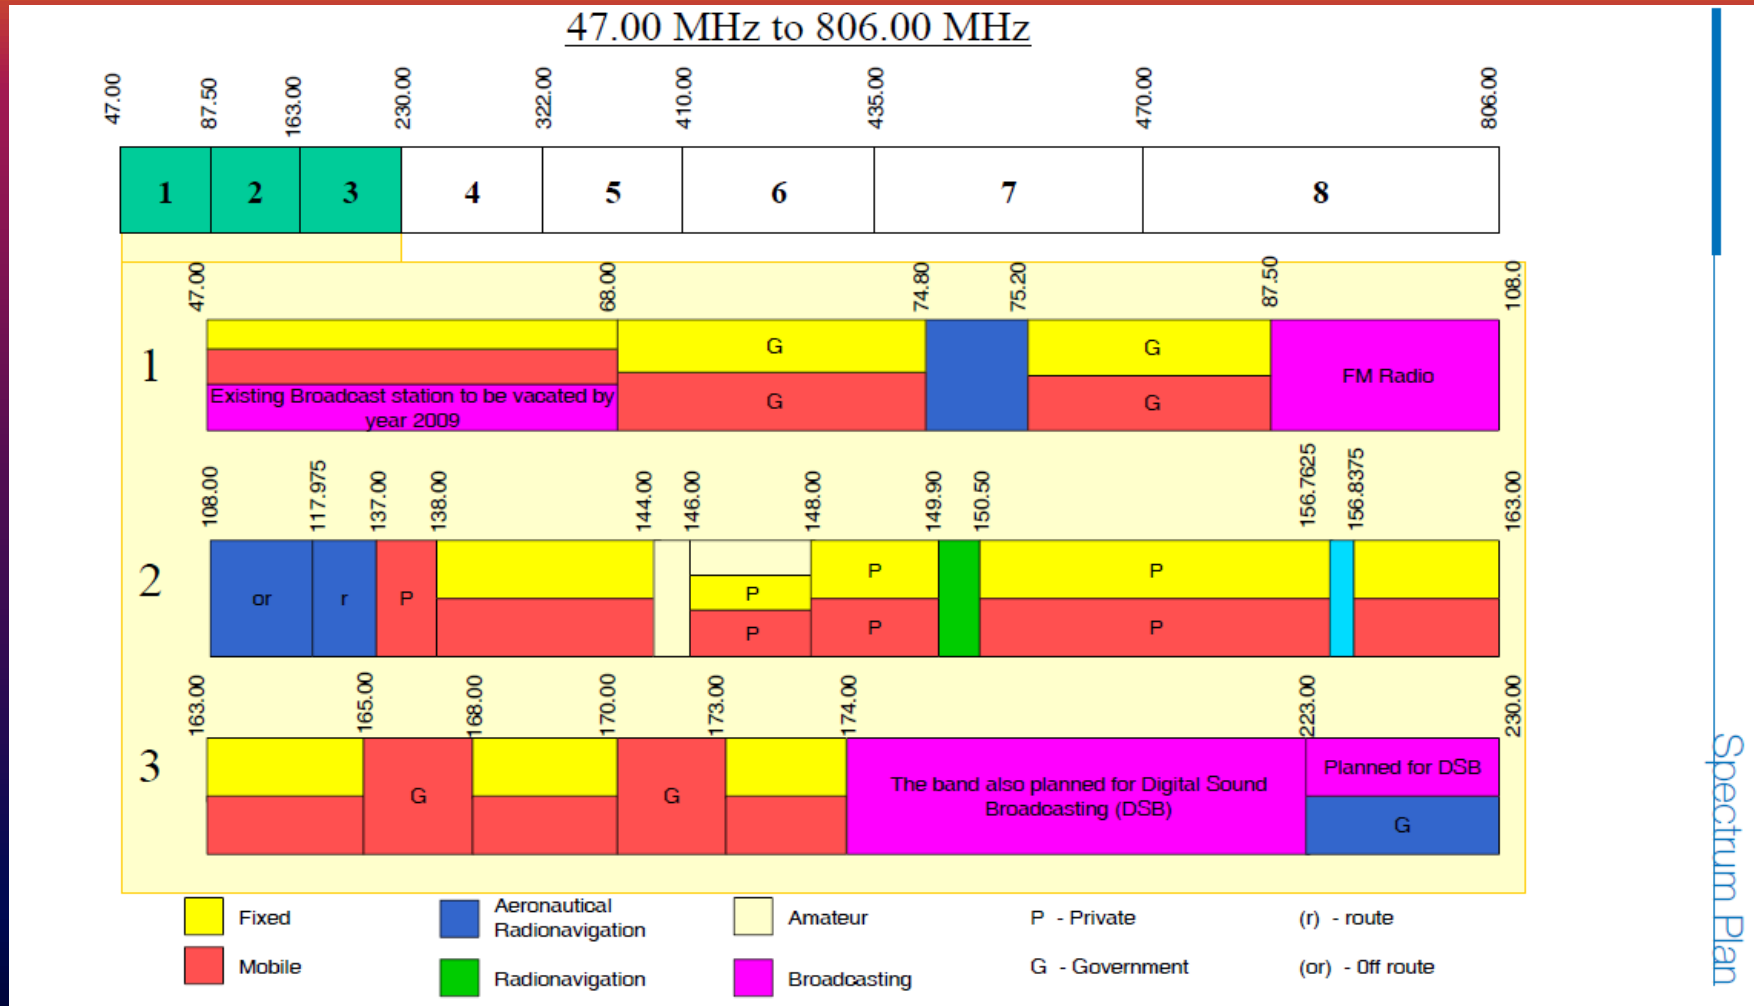 47.00 MHz to 806.00 MHz
47.00 87.50 163.00 230.00 322.00 410.00 435.00 470.00 806.00
1 2 3 4 5 6 7 8
47.00 68.00 74.80 75.20 87.50 108.0
1
G G
FM Radio
G G
Existing Broadcast station to be vacated by
year 2009
108.00 117.975 137.00 138.00 144.00 146.00 148.00 149.90 150.50 156.7625 156.8375 163.00
2
or r P P P P
P P P
163.00 165.00 168.00 170.00 173.00 174.00 223.00 230.00
3
G G
The band also planned for Digital Sound
Broadcasting (DSB)
Planned for DSB
G
Fixed
Mobile
Aeronautical
Radionavigation
Radionavigation
Amateur
Broadcasting
P - Private
G - Government
(r) - route
(or) - Off route
Spectrum Plan